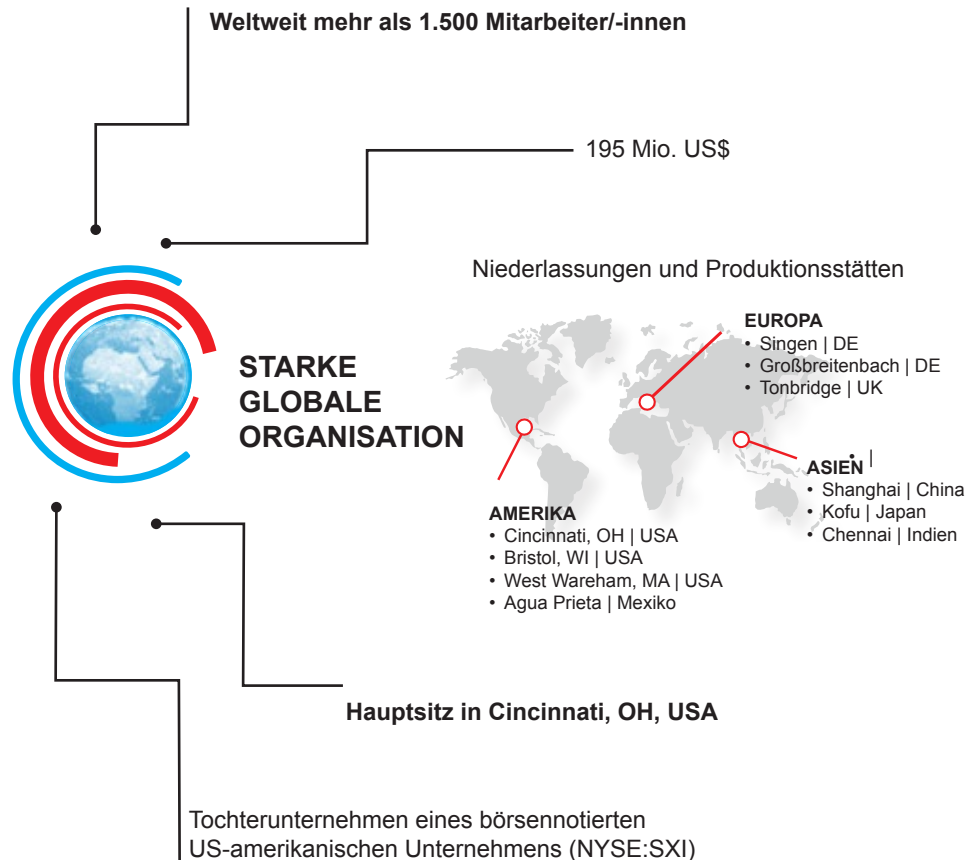 Weltweit mehr als 1.500 Mitarbeiter/-innen
195 Mio. US$
Niederlassungen und Produktionsstätten
EUROPA
• Singen | DE
• Großbreitenbach | DE
• Tonbridge | UK
STARKE
GLOBALE
ORGANISATION
• |
ASIEN
• Shanghai | China
• Kofu | Japan
• Chennai | Indien
AMERIKA
• Cincinnati, OH | USA
• Bristol, WI | USA
• West Wareham, MA | USA
• Agua Prieta | Mexiko
Hauptsitz in Cincinnati, OH, USA
Tochterunternehmen eines börsennotierten
US-amerikanischen Unternehmens (NYSE:SXI)